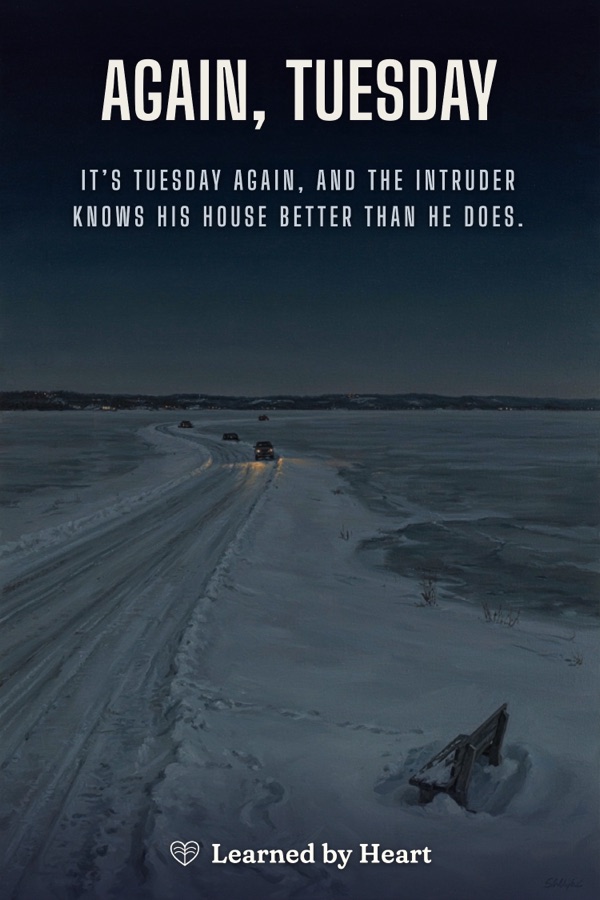 AGAIN, TUESDAY
IT’S TUESDAY AGAIN, AND THE INTRUDER
KNOWS HIS HOUSE BETTER THAN HE DOES.
Learned by Heart